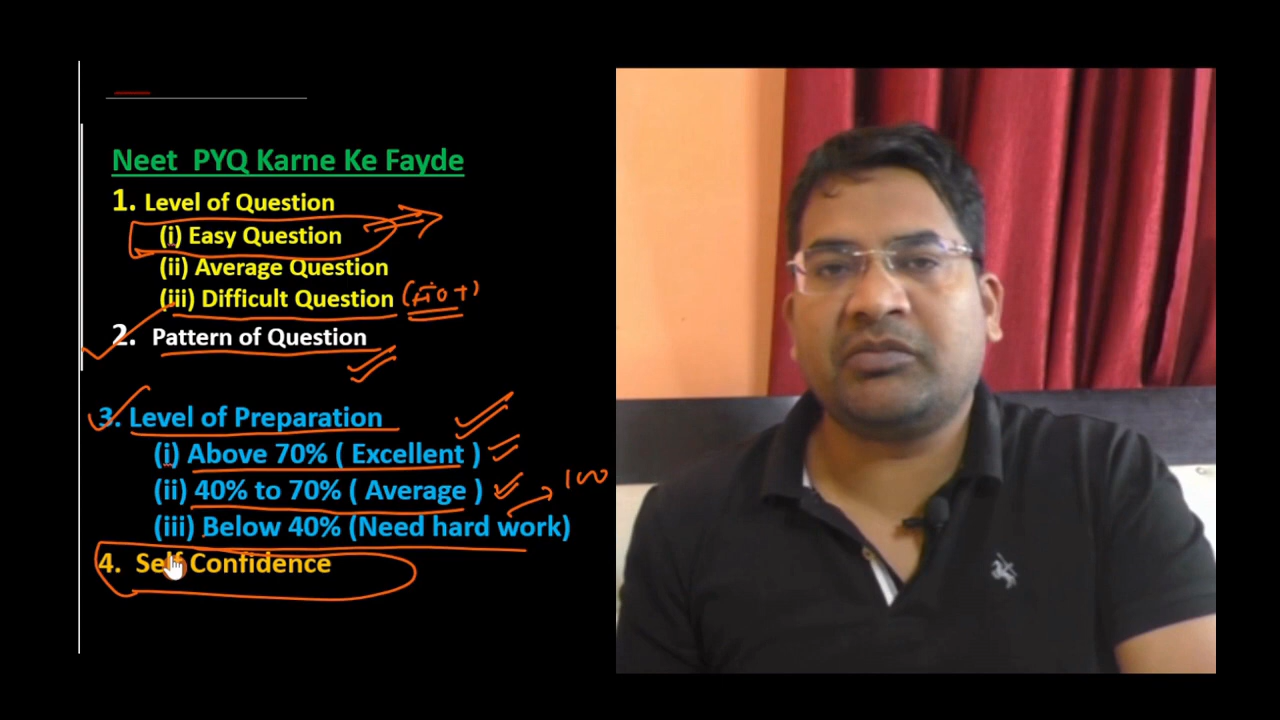 Neet PYQ Karne Ke Fayde
1. Level of Question
(i) Easy Question
(ii) Average Question
(iii) Difficult Question
2. Pattern of Question
3. Level of Preparation
(i) Above 70% ( Excellent )
(ii) 40% to 70% ( Average )
(iii) Below 40% (Need hard work)
100
4. Self Confidence